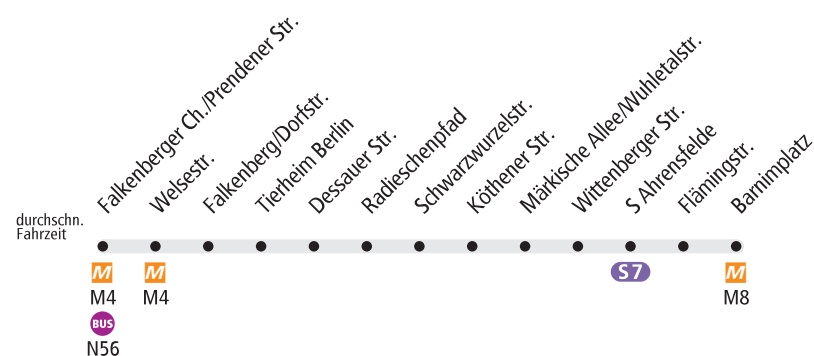 Falkenberger Ch./Prendener Str.
Welsestr.
Falkenberg/Dorfstr.
Tierheim Berlin
Dessauer Str.
Radieschenpfad
Schwarzwurzelstr.
Köthener Str.
Märkische Allee/Wuhletalstr.
Wittenberger Str.
S Ahrensfelde
Flämingstr.
Barnimplatz
durchschn.
Fahrzeit
M M S7 M
M4 M4 M8
BUS
N56